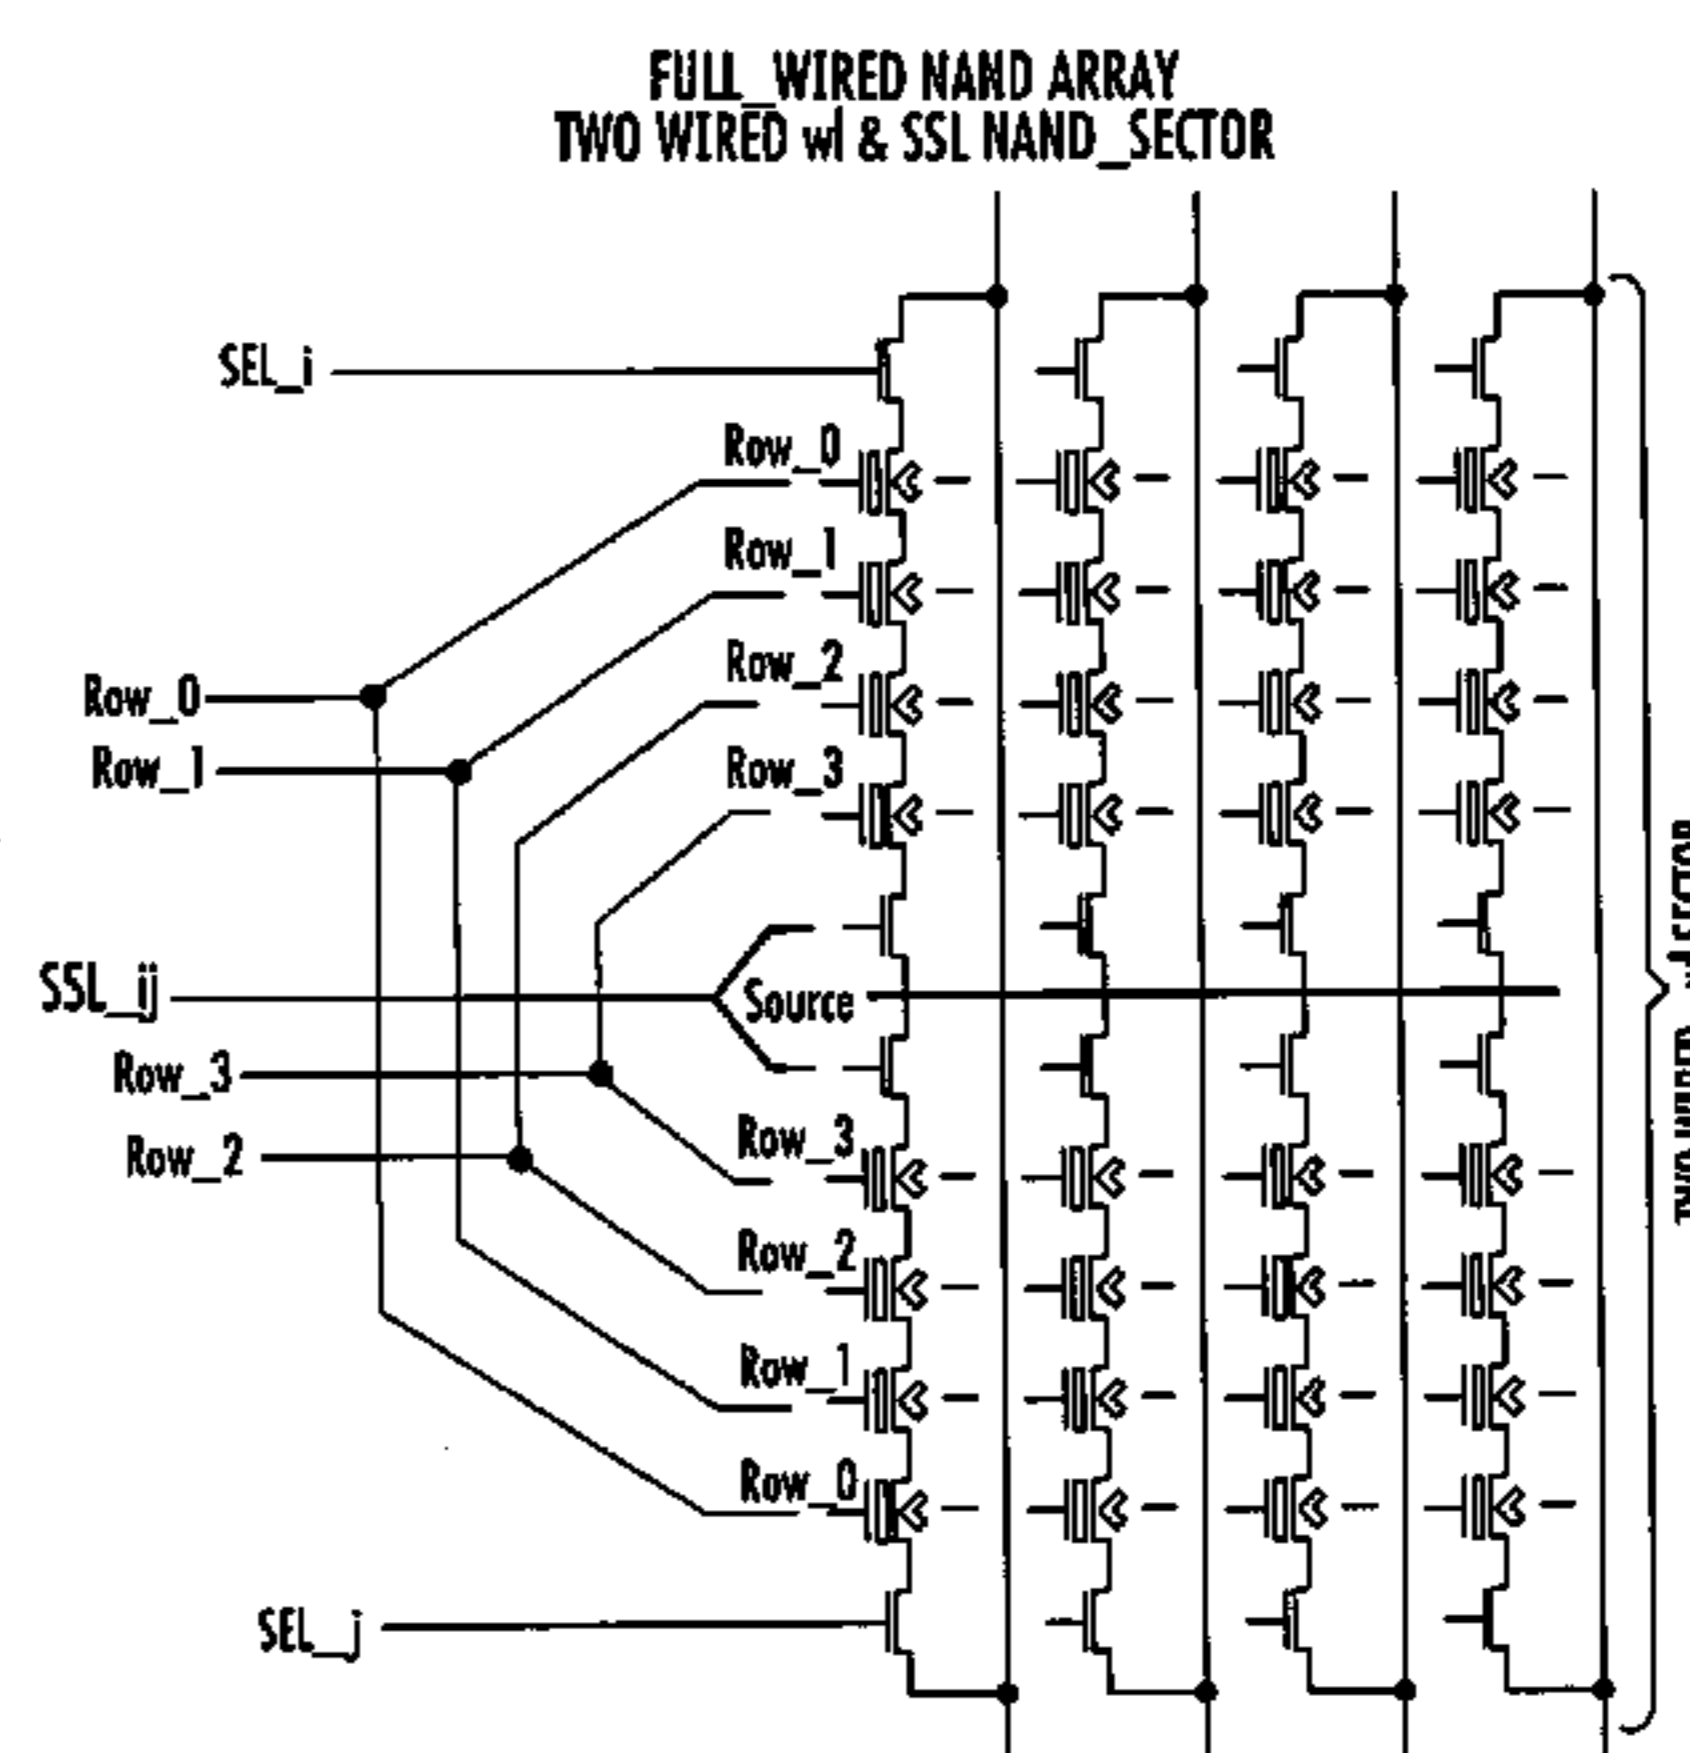 FULL_WIRED NAND ARRAY
TWO WIRED wl & SSL NAND_SECTOR
SEL_i
Row_0
Row_1
Row_2
Row_0
Row_1
Row_3
SSL_ij
Source
Row_3
Row_3
Row_2
Row_2
Row_1
Row_0
SEL_j